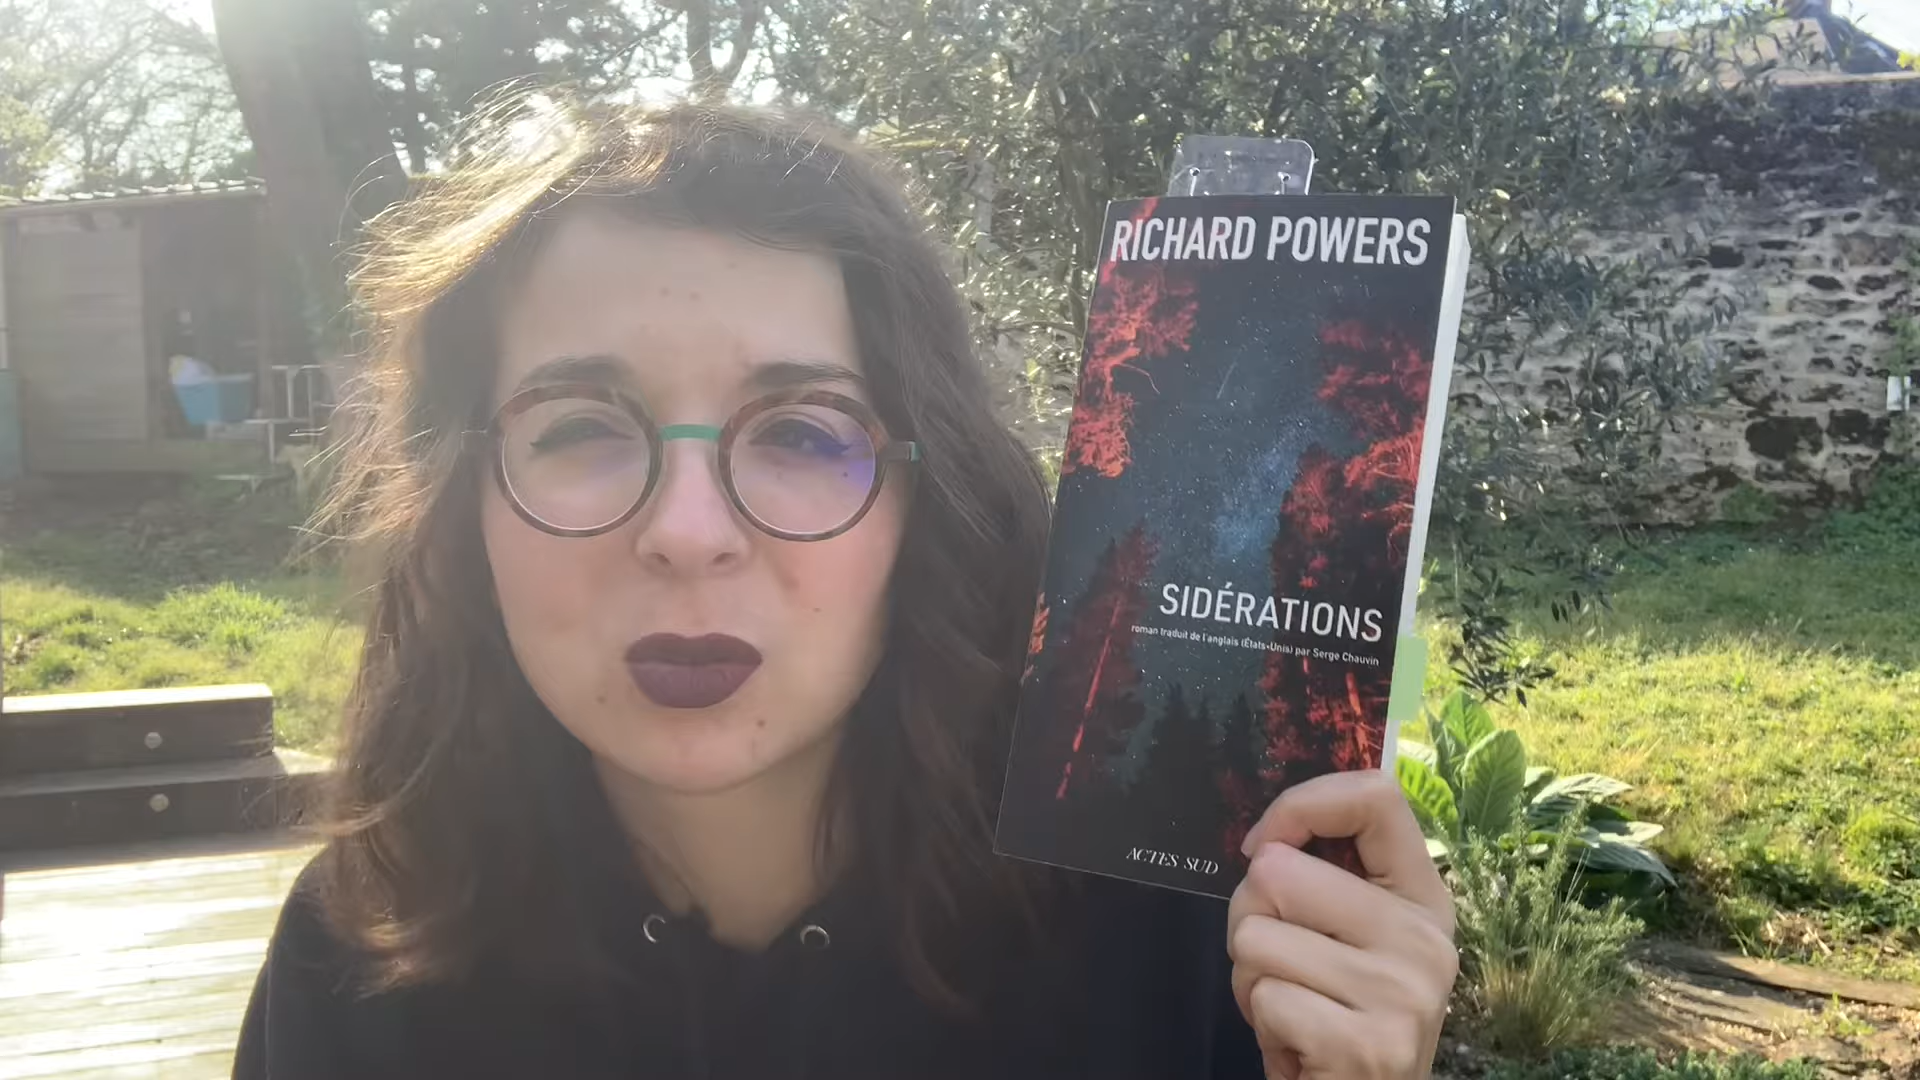 RICHARD POWERS
SIDÉRATIONS
roman traduit de l'anglais (États-Unis) par Serge Chauvin
ACTES SUD